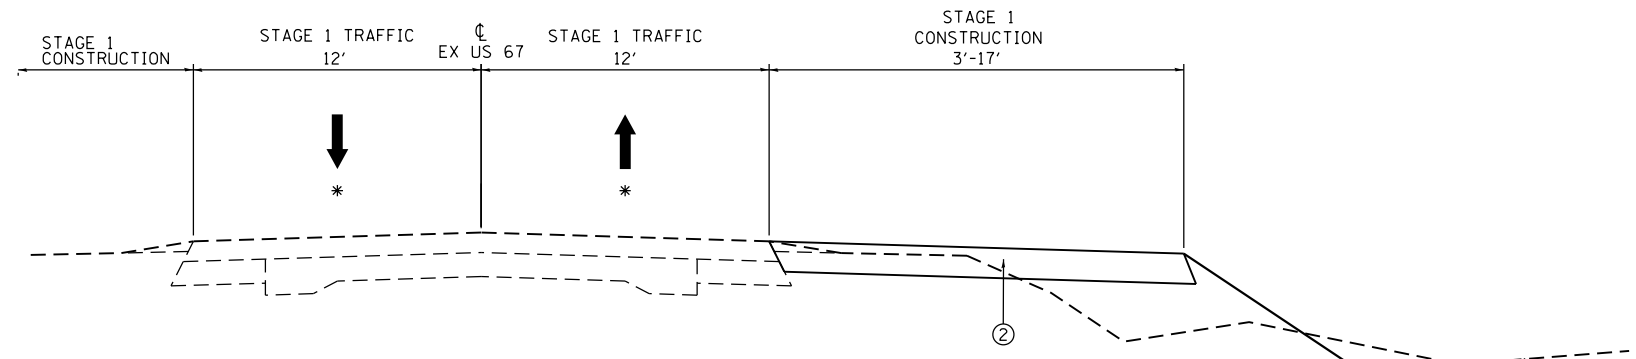 STAGE 1
CONSTRUCTION
STAGE 1 TRAFFIC
12'
℄
EX US 67
STAGE 1 TRAFFIC
12'
STAGE 1
CONSTRUCTION
3'-17'
*
*
2